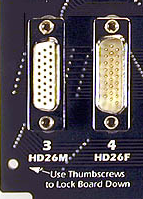 3 4
HD26M HD26F
Use Thumbscrews
to Lock Board Down